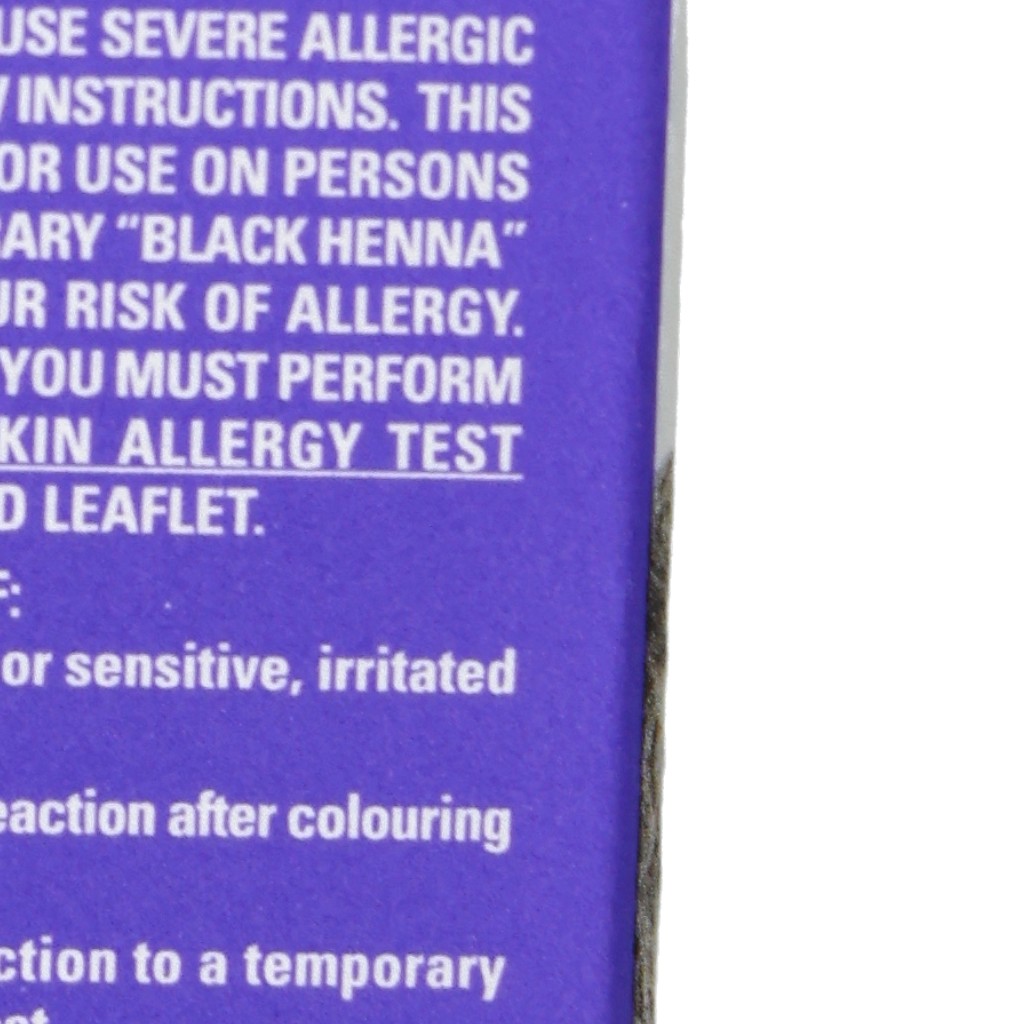 USE SEVERE ALLERGIC
INSTRUCTIONS. THIS
OR USE ON PERSONS
ARY “BLACK HENNA”
UR RISK OF ALLERGY.
YOU MUST PERFORM
KIN ALLERGY TEST
D LEAFLET.
F:
or sensitive, irritated
eaction after colouring
ction to a temporary